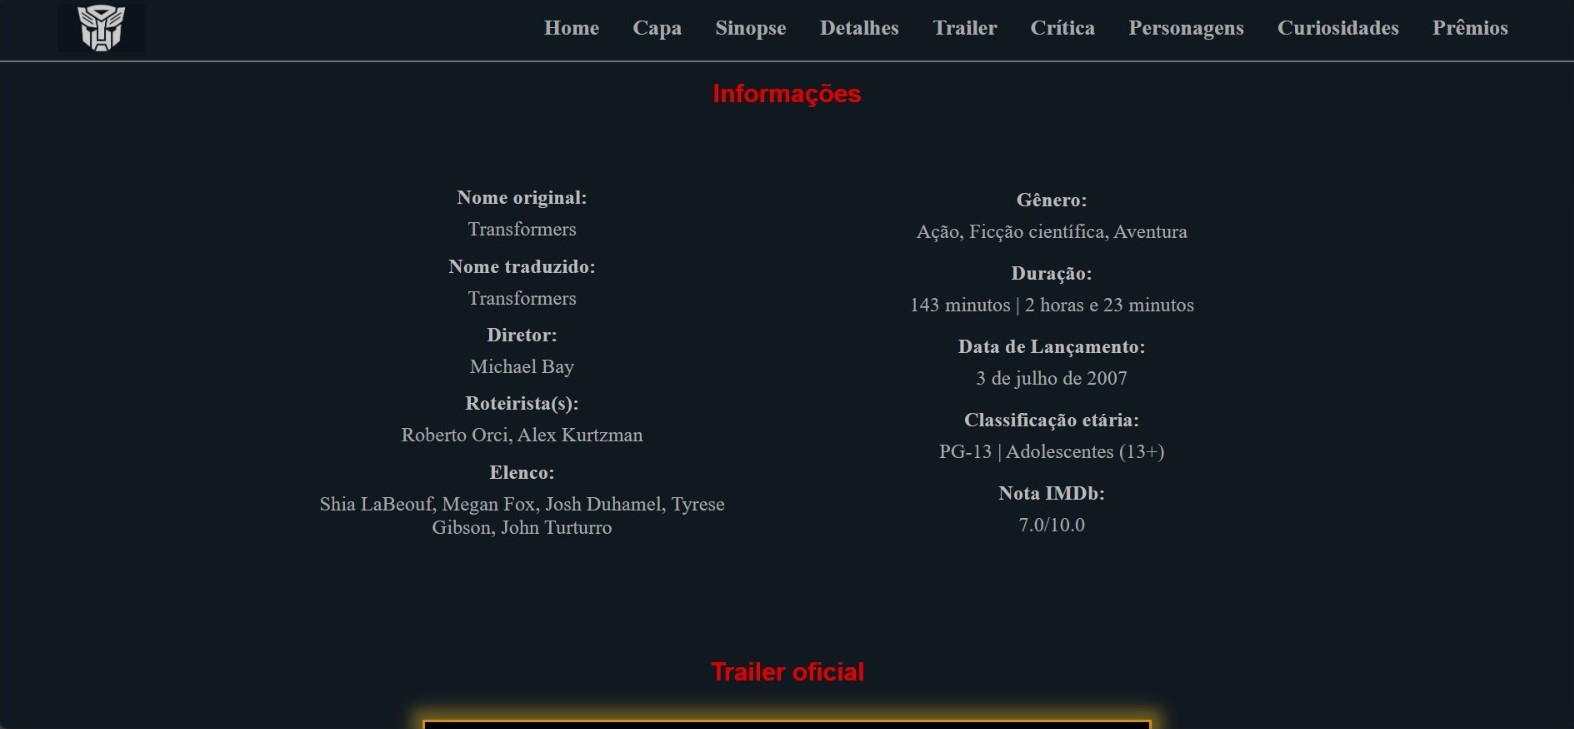 Home Capa Sinopse Detalhes Trailer Crítica Personagens Curiosidades Prêmios
Informações
Nome original:
Transformers
Nome traduzido:
Transformers
Diretor:
Michael Bay
Roteirista(s):
Roberto Orci, Alex Kurtzman
Elenco:
Shia LaBeouf, Megan Fox, Josh Duhamel, Tyrese
Gibson, John Turturro
Gênero:
Ação, Ficção científica, Aventura
Duração:
143 minutos | 2 horas e 23 minutos
Data de Lançamento:
3 de julho de 2007
Classificação etária:
PG-13 | Adolescentes (13+)
Nota IMDb:
7.0/10.0
Trailer oficial